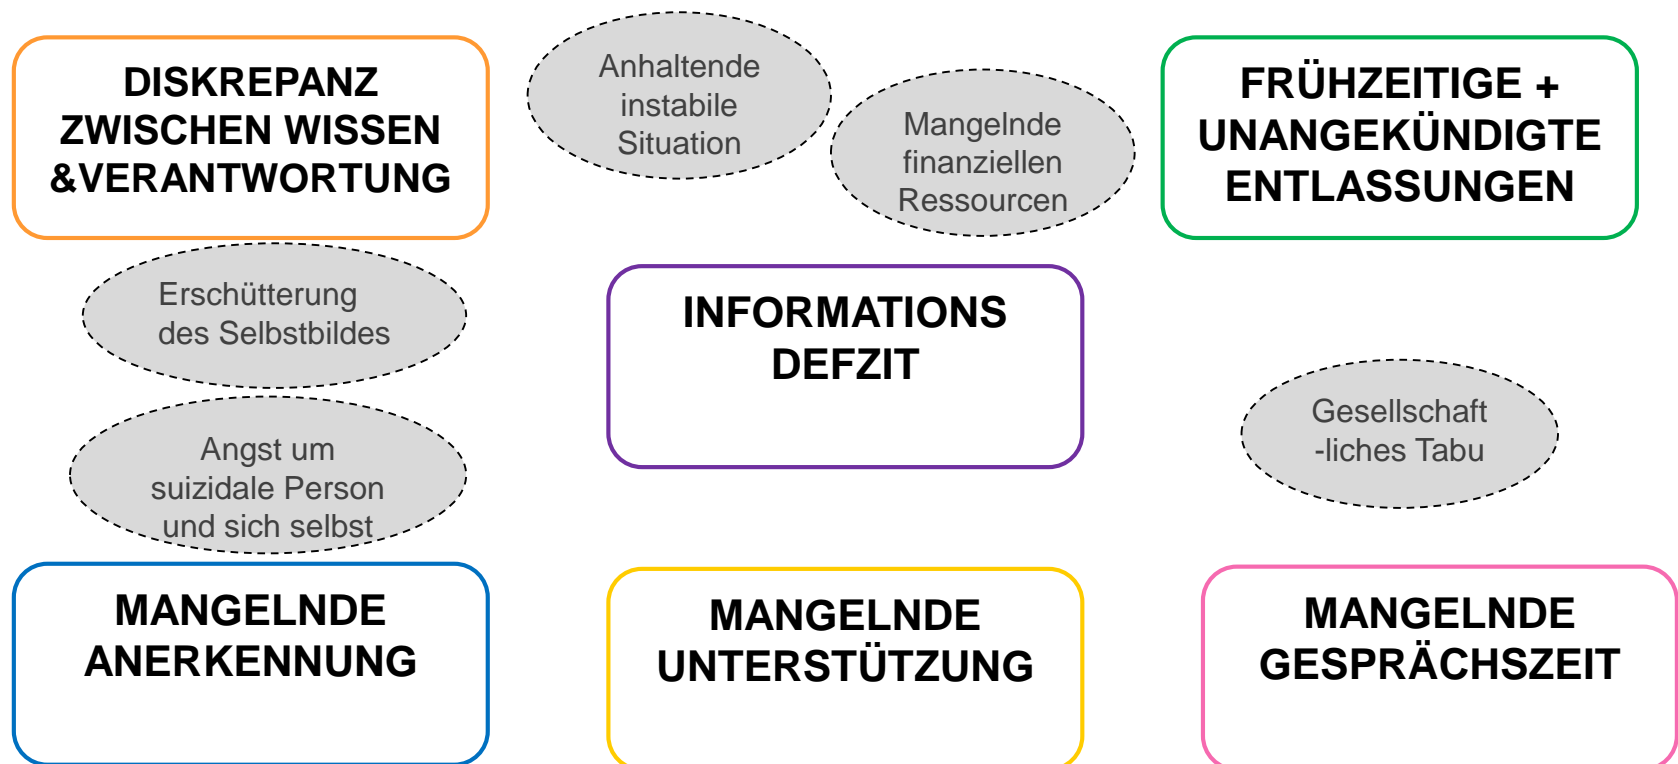 DISKREPANZ
ZWISCHEN WISSEN
&VERANTWORTUNG
Anhaltende
instabile
Situation
Mangelnde
finanziellen
Ressourcen
FRÜHZEITIGE +
UNANGEKÜNDIGTE
ENTLASSUNGEN
Erschütterung
des Selbstbildes
INFORMATIONS
DEFZIT
Gesellschaft
-liches Tabu
Angst um
suizidale Person
und sich selbst
MANGELNDE
ANERKENNUNG
MANGELNDE
UNTERSTÜTZUNG
MANGELNDE
GESPRÄCHSZEIT